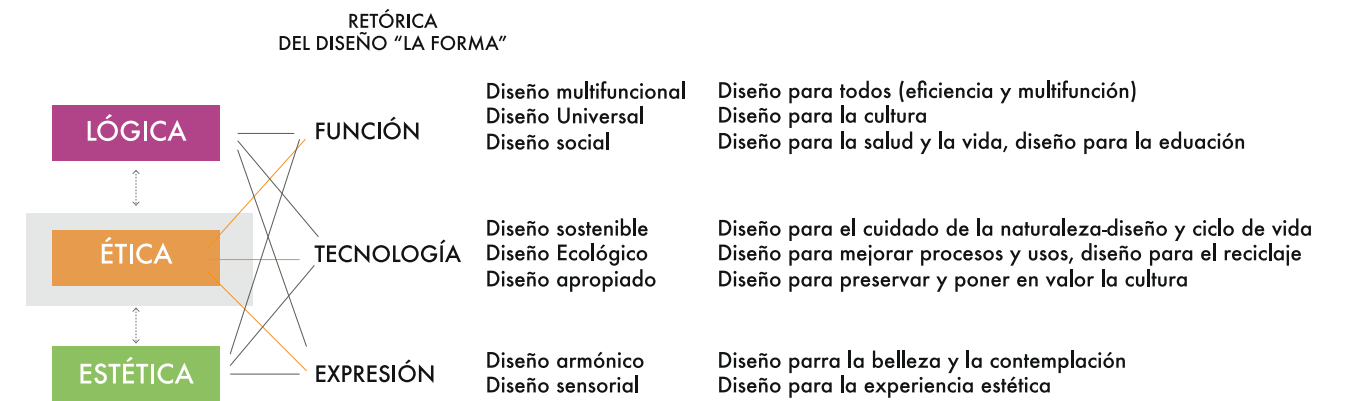 RETÓRICA
DEL DISEÑO “LA FORMA”
LÓGICA
FUNCIÓN
Diseño multifuncional
Diseño Universal
Diseño social
Diseño para todos (eficiencia y multifunción)
Diseño para la cultura
Diseño para la salud y la vida, diseño para la eduación
ÉTICA
TECNOLOGÍA
Diseño sostenible
Diseño Ecológico
Diseño apropiado
Diseño para el cuidado de la naturaleza-diseño y ciclo de vida
Diseño para mejorar procesos y usos, diseño para el reciclaje
Diseño para preservar y poner en valor la cultura
ESTÉTICA
EXPRESIÓN
Diseño armónico
Diseño sensorial
Diseño parra la belleza y la contemplación
Diseño para la experiencia estética